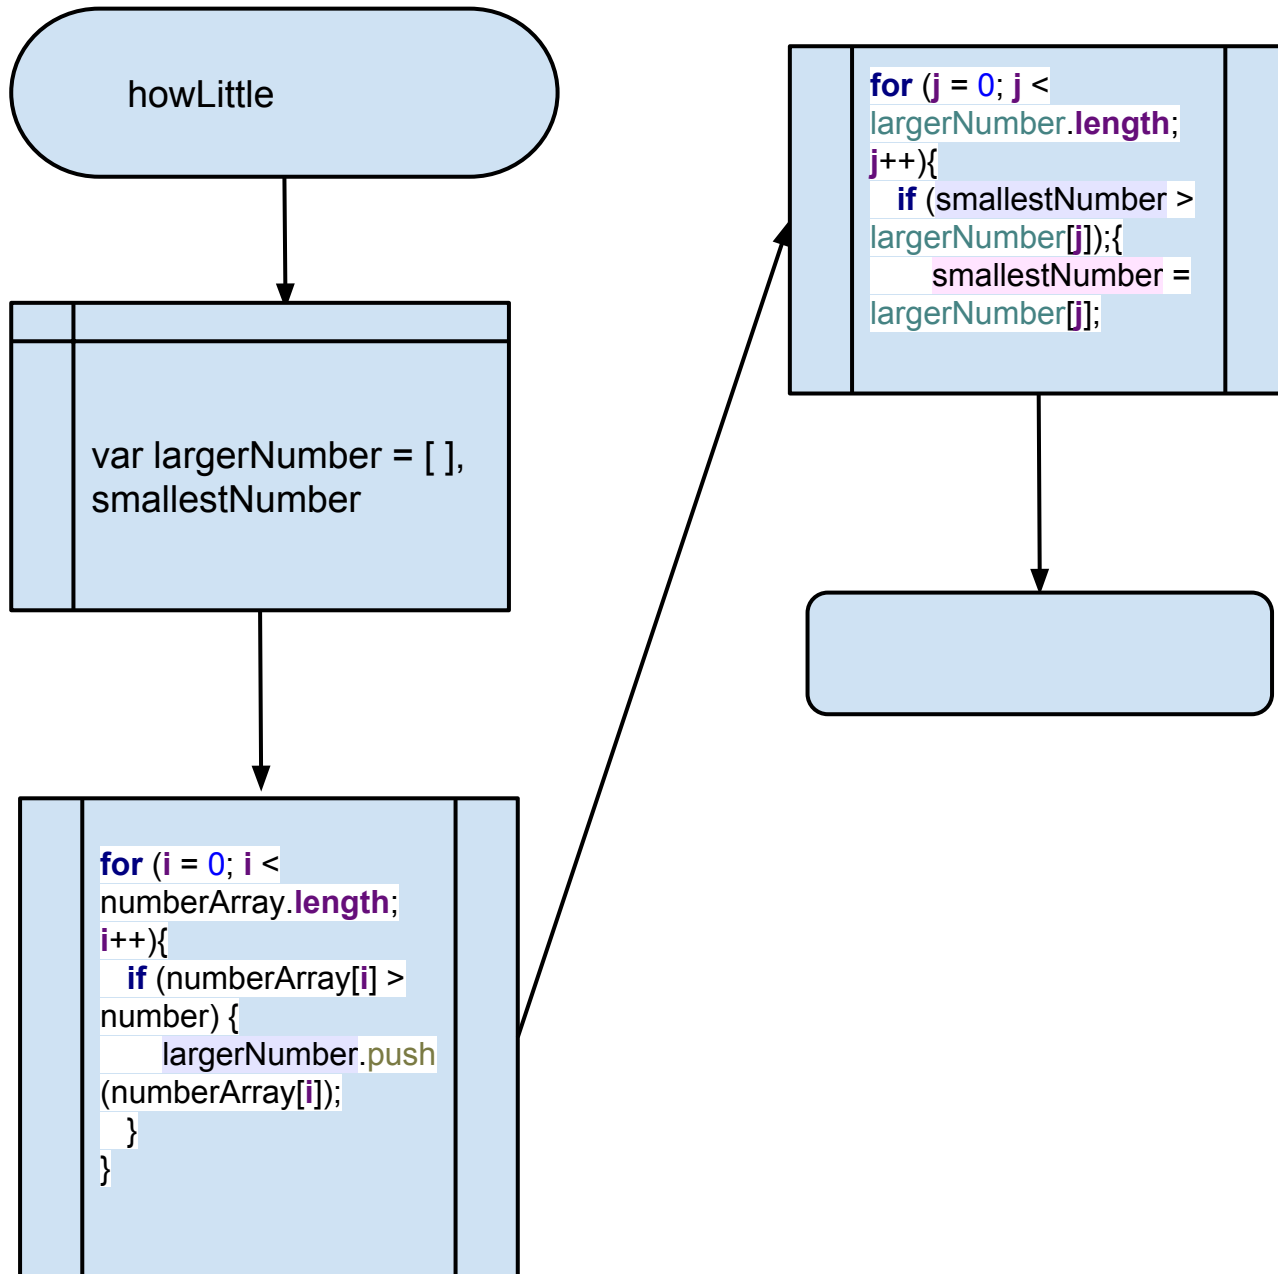 howLittle
var largerNumber = [ ],
smallestNumber
for (i = 0; i <
numberArray.length;
i++){
if (numberArray[i] >
number) {
largerNumber.push
(numberArray[i]);
}
}
for (j = 0; j <
largerNumber.length;
j++){
if (smallestNumber >
largerNumber[j]);{
smallestNumber =
largerNumber[j];